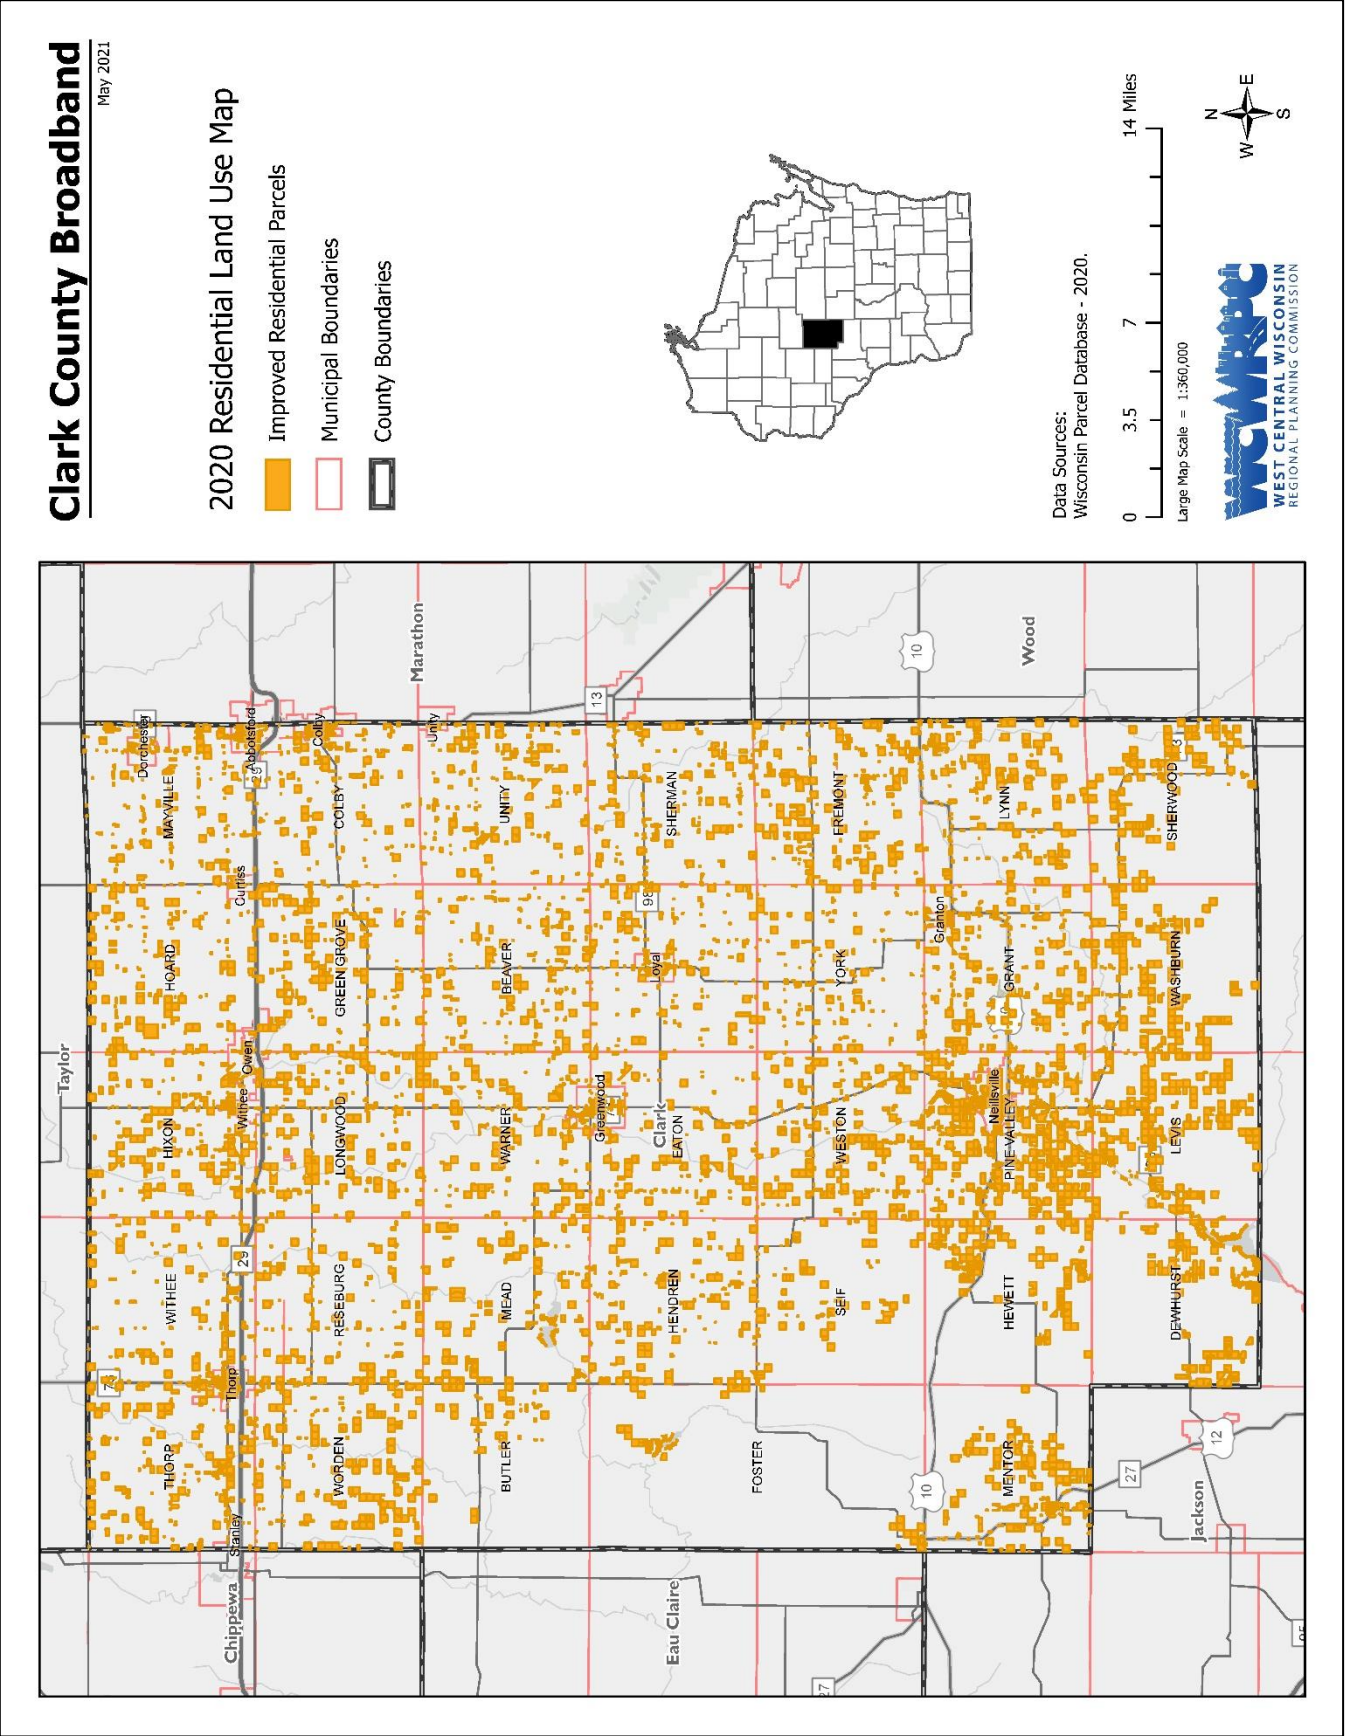 Clark County Broadband
May 2021
2020 Residential Land Use Map
Improved Residential Parcels
Municipal Boundaries
County Boundaries
Data Sources:
Wisconsin Parcel Database - 2020.
0 3.5 7 14 Miles
Large Map Scale = 1:360,000
N
W E
S
WCWRPC
WEST CENTRAL WISCONSIN
REGIONAL PLANNING COMMISSION
Taylor
Chippewa
Marathon
Eau Claire
Clark
Wood
Jackson
THORP
WITHEE
HIXON
HOARD
MAYVILLE
Dorchester
73
Stanley
Thorp
29
Withee
Owen
Curtiss
29
Abbotsford
Colby
WORDEN
RESEBURG
LONGWOOD
GREEN GROVE
COLBY
Unity
BUTLER
MEAD
WARNER
BEAVER
UNITY
13
Greenwood
Loyal
98
HENDREN
EATON
SHERMAN
FOSTER
SEIF
WESTON
YORK
FREMONT
27
10
10
Granton
Neillsville
MENTOR
HEWETT
PINE VALLEY
GRANT
LYNN
27
12
DEWHURST
LEVIS
WASHBURN
SHERWOOD